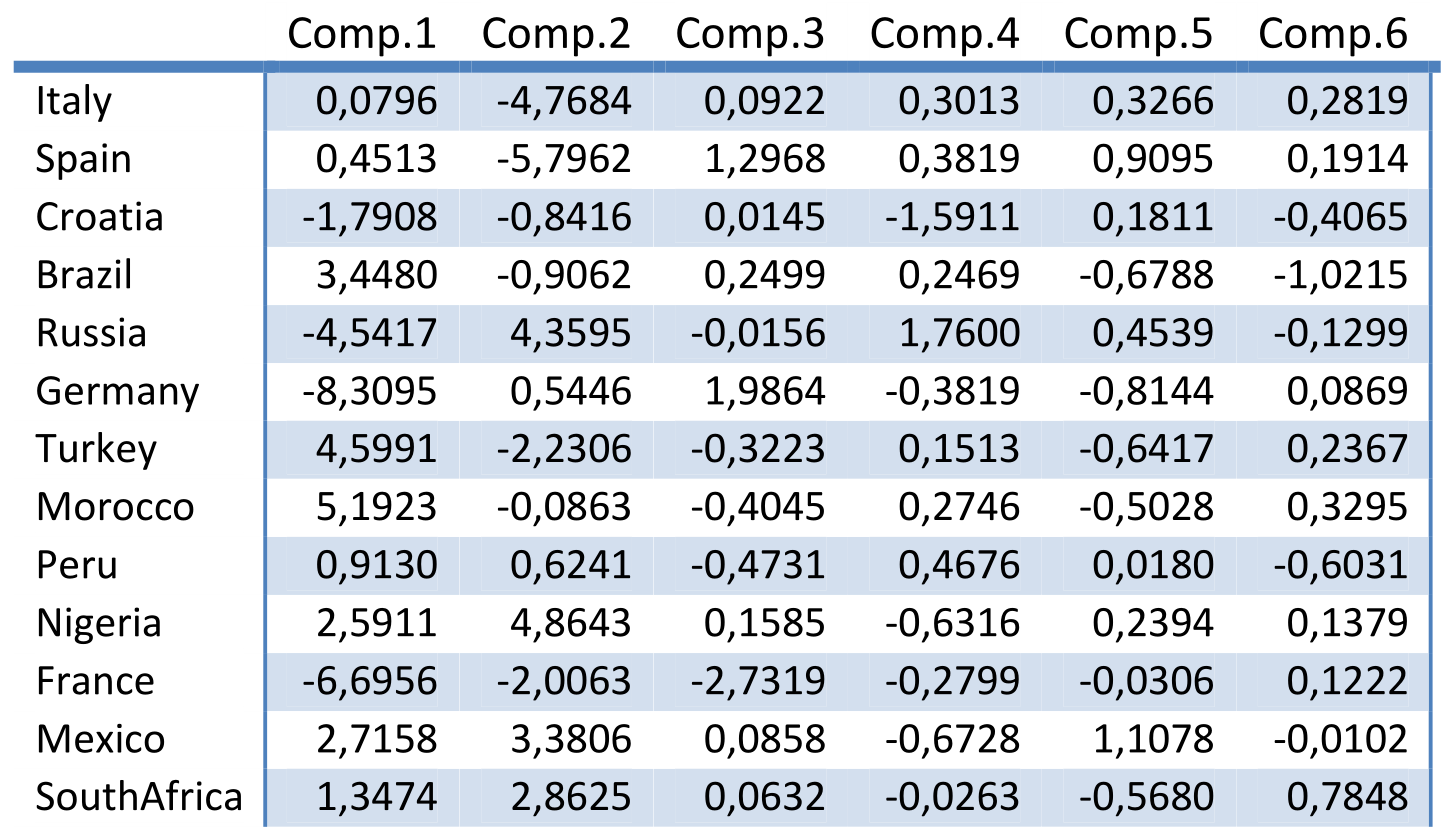 Comp.1 Comp.2 Comp.3 Comp.4 Comp.5 Comp.6
Italy 0,0796 -4,7684 0,0922 0,3013 0,3266 0,2819
Spain 0,4513 -5,7962 1,2968 0,3819 0,9095 0,1914
Croatia -1,7908 -0,8416 0,0145 -1,5911 0,1811 -0,4065
Brazil 3,4480 -0,9062 0,2499 0,2469 -0,6788 -1,0215
Russia -4,5417 4,3595 -0,0156 1,7600 0,4539 -0,1299
Germany -8,3095 0,5446 1,9864 -0,3819 -0,8144 0,0869
Turkey 4,5991 -2,2306 -0,3223 0,1513 -0,6417 0,2367
Morocco 5,1923 -0,0863 -0,4045 0,2746 -0,5028 0,3295
Peru 0,9130 0,6241 -0,4731 0,4676 0,0180 -0,6031
Nigeria 2,5911 4,8643 0,1585 -0,6316 0,2394 0,1379
France -6,6956 -2,0063 -2,7319 -0,2799 -0,0306 0,1222
Mexico 2,7158 3,3806 0,0858 -0,6728 1,1078 -0,0102
SouthAfrica 1,3474 2,8625 0,0632 -0,0263 -0,5680 0,7848